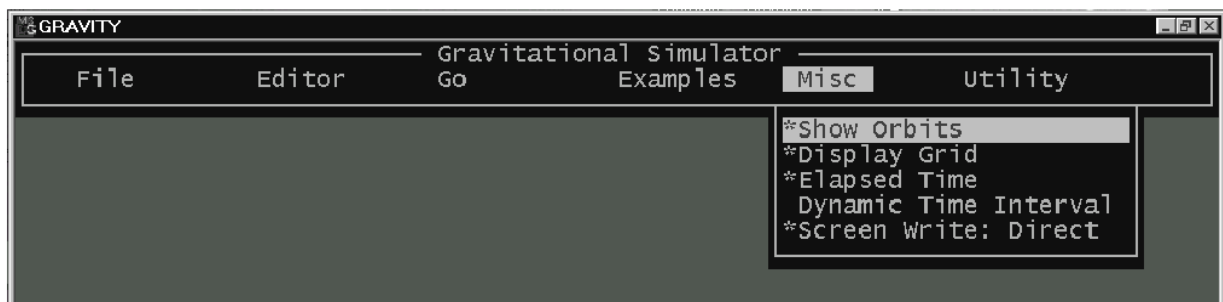 GRAVITY
Gravitational Simulator
File Editor Go Examples Misc Utility
*Show Orbits
*Display Grid
*Elapsed Time
Dynamic Time Interval
*Screen Write: Direct